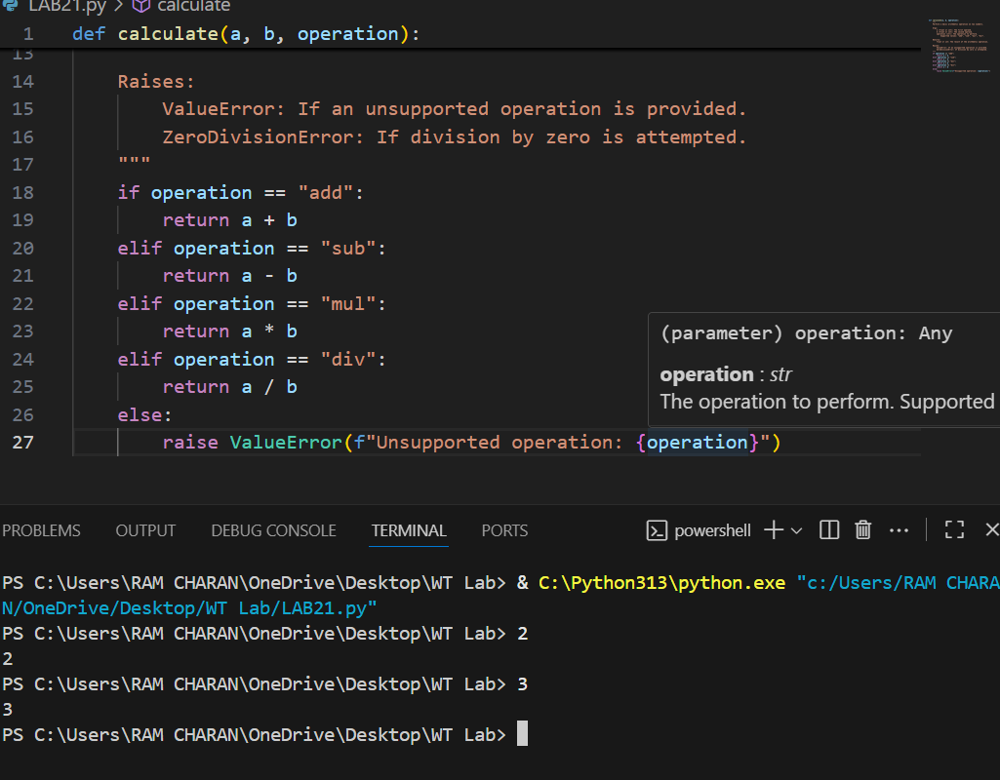 LAB21.py > calculate
1 def calculate(a, b, operation):
13
14 Raises:
15 ValueError: If an unsupported operation is provided.
16 ZeroDivisionError: If division by zero is attempted.
17 """
18 if operation == "add":
19 return a + b
20 elif operation == "sub":
21 return a - b
22 elif operation == "mul":
23 return a * b
24 elif operation == "div":
25 return a / b
26 else:
27 raise ValueError(f"Unsupported operation: {operation}")
(parameter) operation: Any
operation : str
The operation to perform. Supported
PROBLEMS OUTPUT DEBUG CONSOLE TERMINAL PORTS powershell
PS C:\Users\RAM CHARAN\OneDrive\Desktop\WT Lab> & C:\Python313\python.exe "c:/Users/RAM CHARA
N/OneDrive/Desktop/WT Lab/LAB21.py"
PS C:\Users\RAM CHARAN\OneDrive\Desktop\WT Lab> 2
2
PS C:\Users\RAM CHARAN\OneDrive\Desktop\WT Lab> 3
3
PS C:\Users\RAM CHARAN\OneDrive\Desktop\WT Lab>